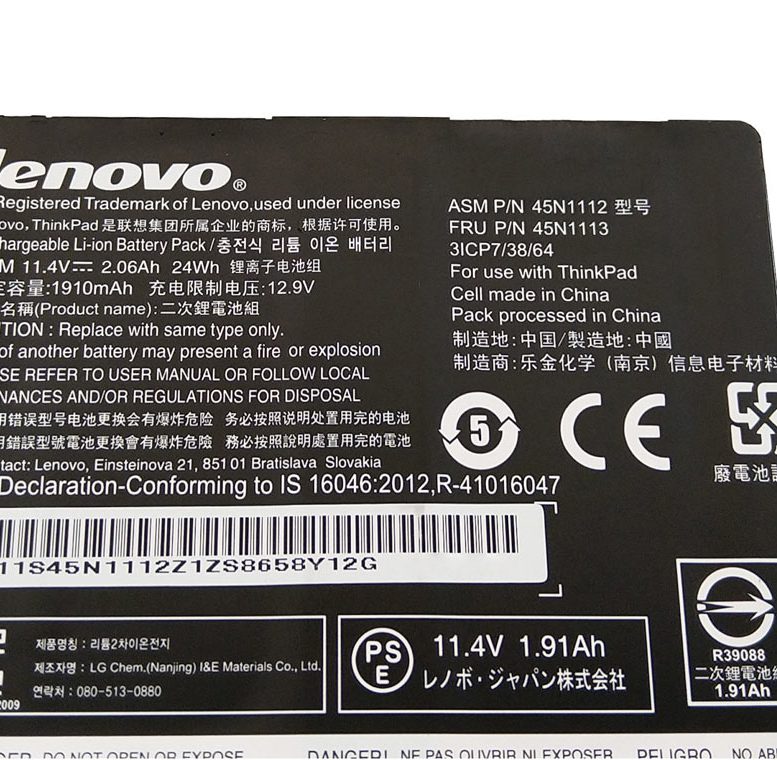 lenovo®
Registered Trademark of Lenovo,used under license
ovo, ThinkPad 是联想集团所属企业的商标，根据许可使用。
hargeable Li-ion Battery Pack / 충전식 리튬 이온 배터리
M 11.4V⎓ 2.06Ah 24Wh 锂离子电池组
定容量:1910mAh 充电限制电压:12.9V
名稱(Product name):二次鋰電池組
UTION : Replace with same type only.
of another battery may present a fire or explosion
SE REFER TO USER MANUAL OR FOLLOW LOCAL
NANCES AND/OR REGULATIONS FOR DISPOSAL
用错误型号电池更换会有爆炸危险 务必按照说明处置用完的电池
用錯誤型號電池更換會有爆炸危險 務必按照說明處置用完的電池
tact: Lenovo, Einsteinova 21, 851 01 Bratislava Slovakia
Declaration-Conforming to IS 16046:2012,R-41016047
11S45N1112Z1ZS8658Y12G
ASM P/N 45N1112 型号
FRU P/N 45N1113
3ICP7/38/64
For use with ThinkPad
Cell made in China
Pack processed in China
制造地: 中国/製造地: 中國
制造商: 乐金化学 (南京) 信息电子材料
5
CE
廢電池請
제품명칭 : 리튬2차이온전지
제조자명 : LG Chem.(Nanjing) I&E Materials Co., Ltd.
연락처 : 080-513-0880
2009
PS
E
11.4V 1.91Ah
レノボ・ジャパン株式会社
R39088
二次鋰電池組
1.91Ah
GER DO NOT OPEN OR EXPOSE
DANGER! NE PAS OUVRIR NI EXPOSER
PELIGRO NO AB